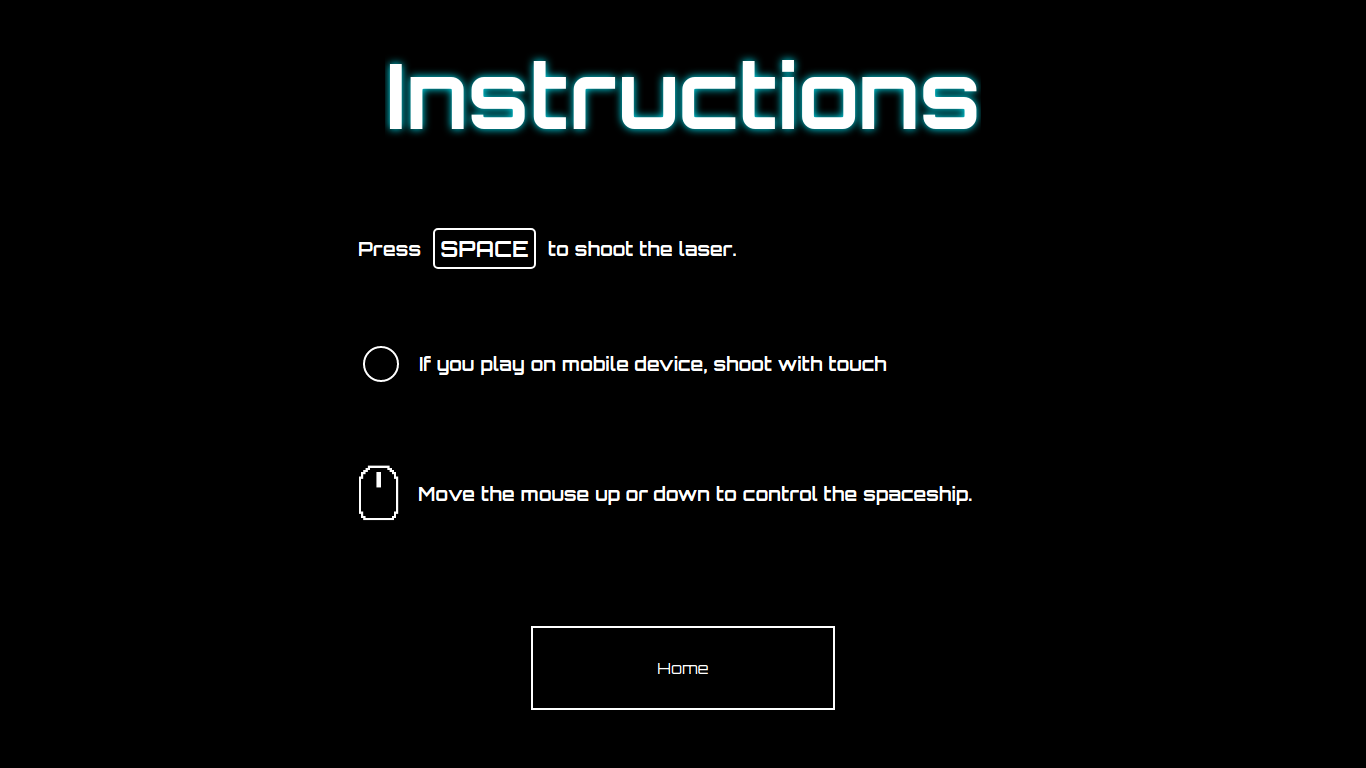 Instructions
Press SPACE to shoot the laser.
If you play on mobile device, shoot with touch
Move the mouse up or down to control the spaceship.
Home